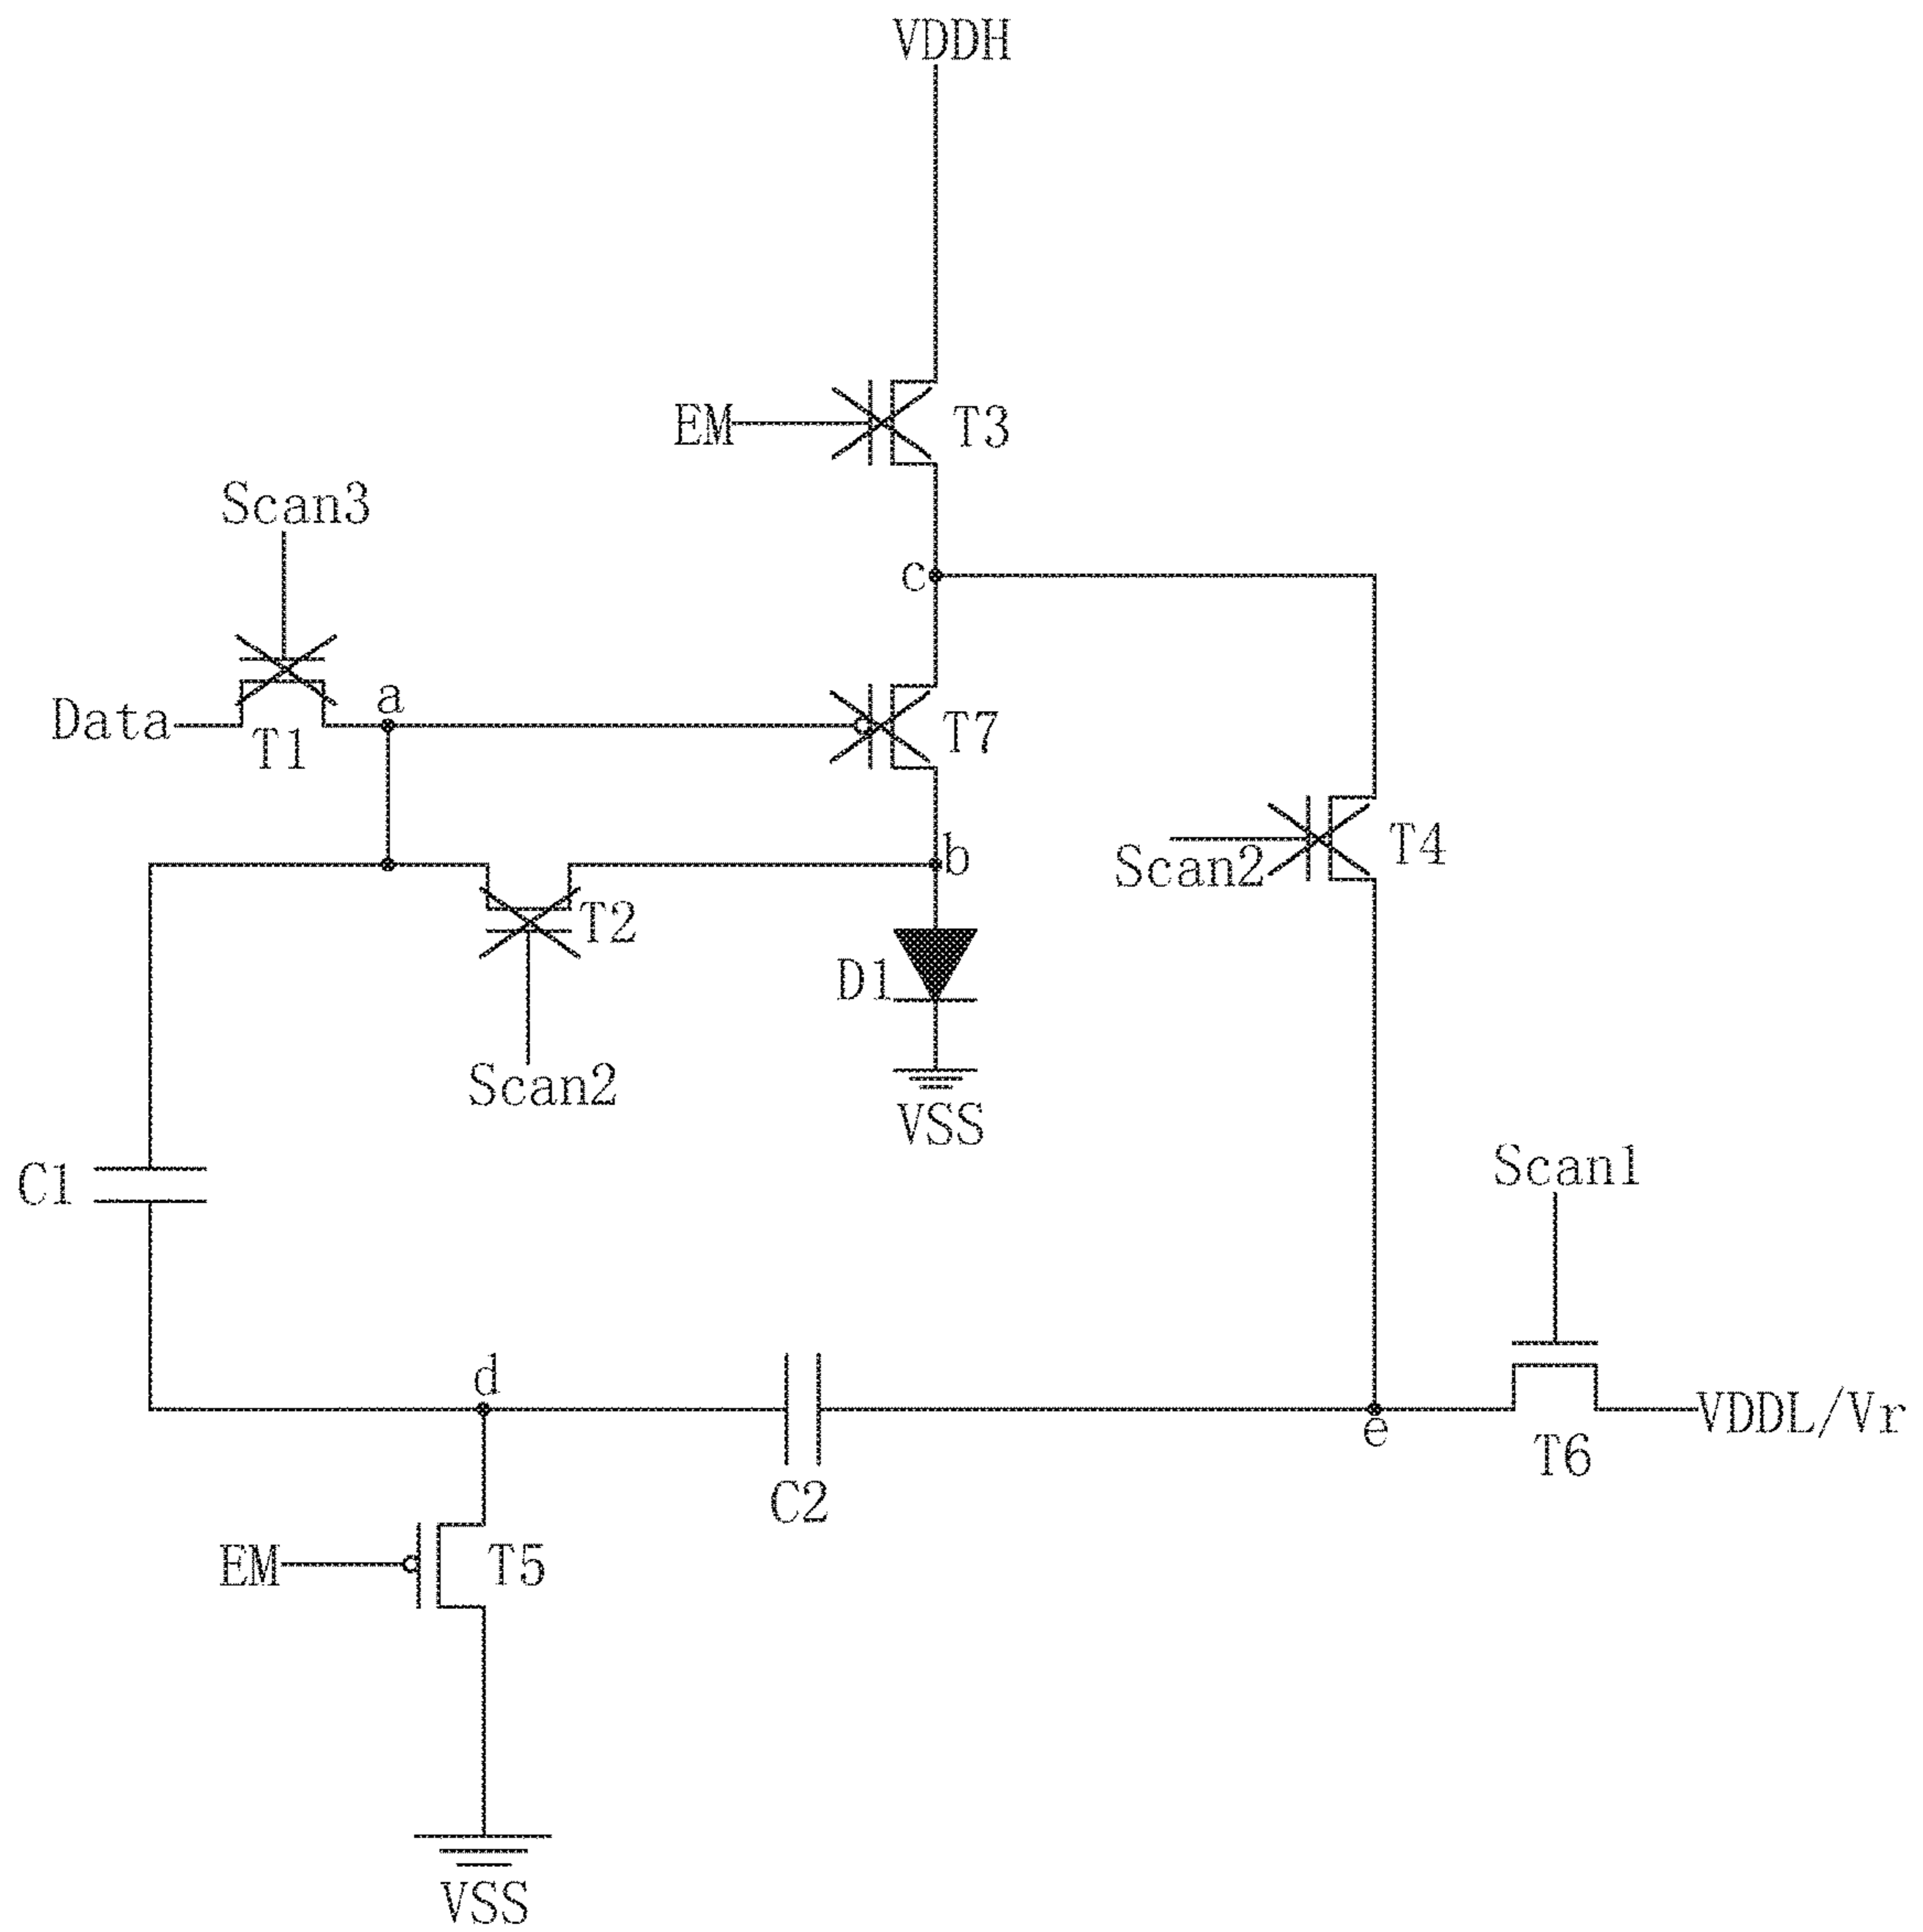 VDDH
EM
T3
Scan3
c
a
Data
T1
T7
b
T4
Scan2
T2
D1
Scan2
VSS
Scan1
C1
d
e
VDDL/Vr
T6
C2
EM
T5
VSS